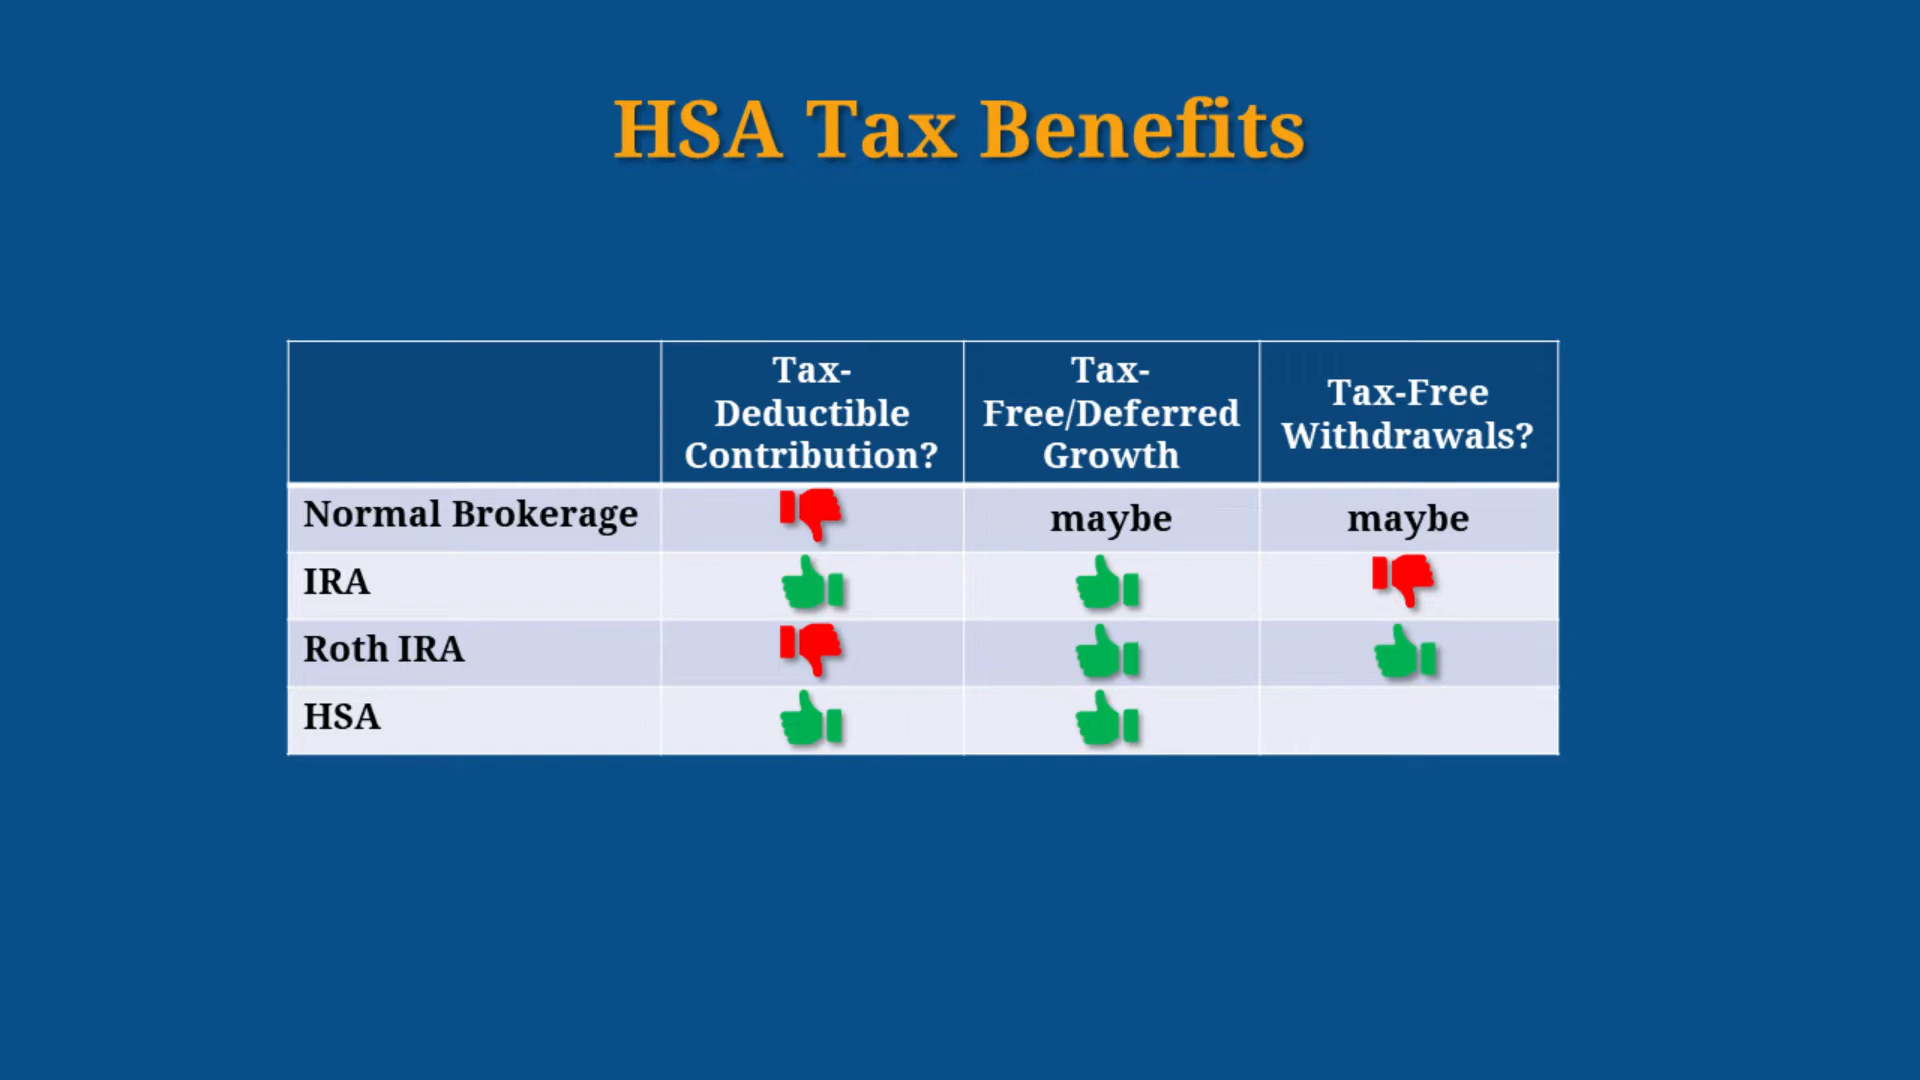 HSA Tax Benefits
Tax-
Deductible
Contribution?
Tax-
Free/Deferred
Growth
Tax-Free
Withdrawals?
Normal Brokerage
maybe
maybe
IRA
Roth IRA
HSA